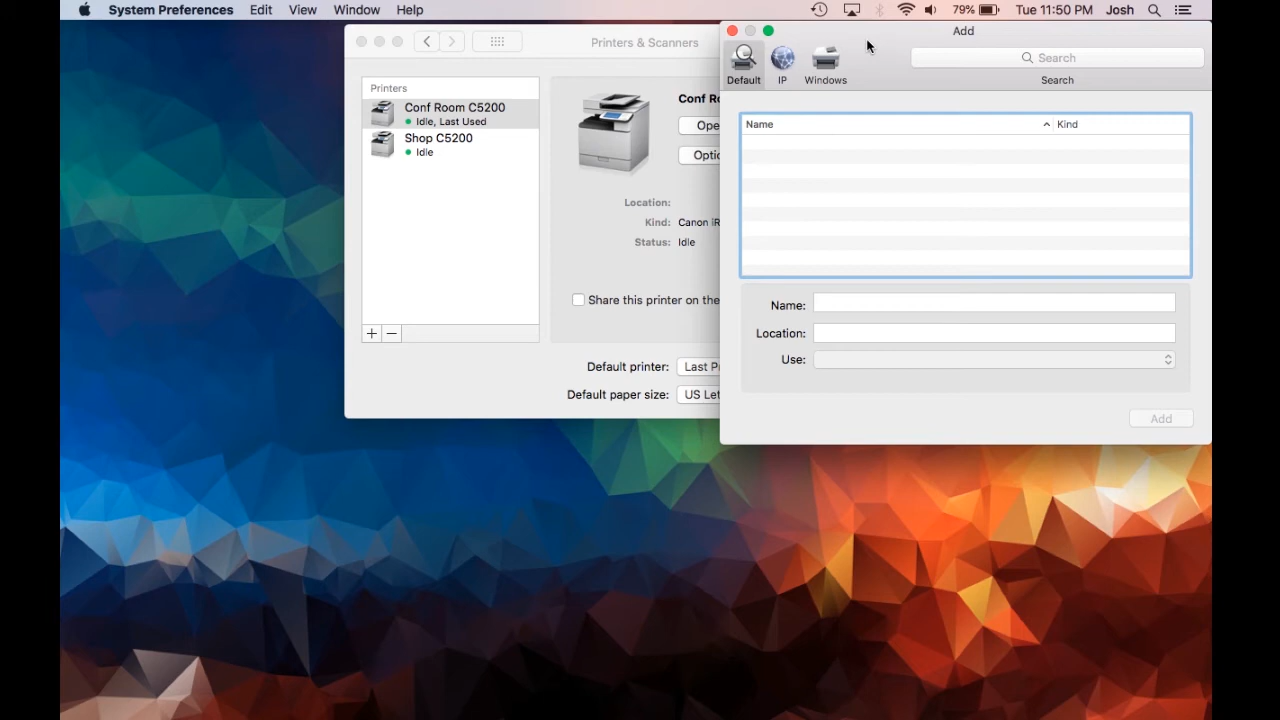 System Preferences Edit View Window Help 79% Tue 11:50 PM Josh
Printers & Scanners
Printers
Conf Room C5200
Idle, Last Used
Shop C5200
Idle
Conf Ro
Ope
Optio
Location:
Kind: Canon iR
Status: Idle
Share this printer on the
Default printer: Last Pr
Default paper size: US Let
Add
Default IP Windows Search
Search
Name Kind
Name:
Location:
Use:
Add